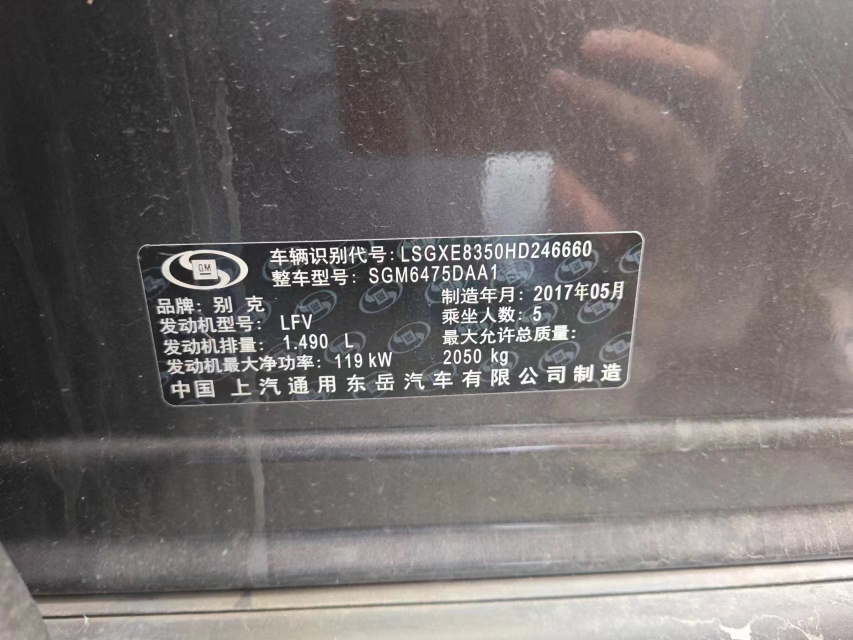 GM
车辆识别代号: LSGXE8350HD246660
整车型号: SGM6475DAA1
品牌: 别克
制造年月: 2017年05月
发动机型号: LFV
乘坐人数: 5
发动机排量: 1.490 L
最大允许总质量:
发动机最大净功率: 119 kW
2050 kg
中国 上汽通用东岳汽车有限公司制造